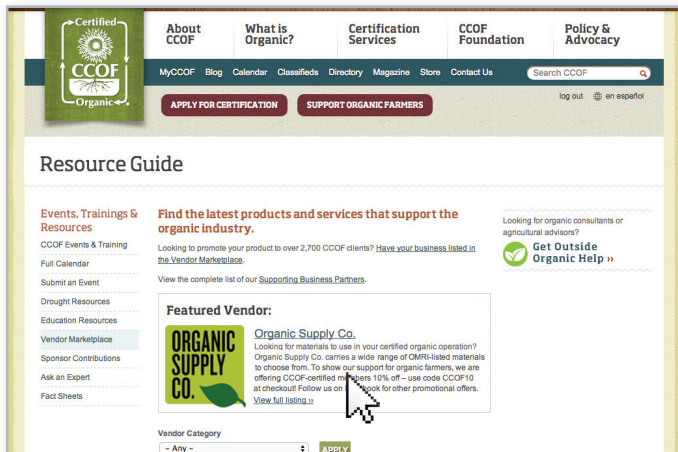 Certified
CCOF
Organic
About
CCOF
What is
Organic?
Certification
Services
CCOF
Foundation
Policy &
Advocacy
MyCCOF Blog Calendar Classifieds Directory Magazine Store Contact Us
Search CCOF
APPLY FOR CERTIFICATION
SUPPORT ORGANIC FARMERS
log out en español
Resource Guide
Events, Trainings &
Resources
CCOF Events & Training
Full Calendar
Submit an Event
Drought Resources
Education Resources
Vendor Marketplace
Sponsor Contributions
Ask an Expert
Fact Sheets
Find the latest products and services that support the
organic industry.
Looking to promote your product to over 2,700 CCOF clients? Have your business listed in
the Vendor Marketplace.
View the complete list of our Supporting Business Partners.
Featured Vendor:
ORGANIC
SUPPLY
CO.
Organic Supply Co.
Looking for materials to use in your certified organic operation?
Organic Supply Co. carries a wide range of OMRI-listed materials
to choose from. To show our support for organic farmers, we are
offering CCOF-certified members 10% off – use code CCOF10
at checkout! Follow us on for other promotional offers.
View full listing »
Vendor Category
- Any -
APPLY
Looking for organic consultants or
agricultural advisors?
Get Outside
Organic Help »